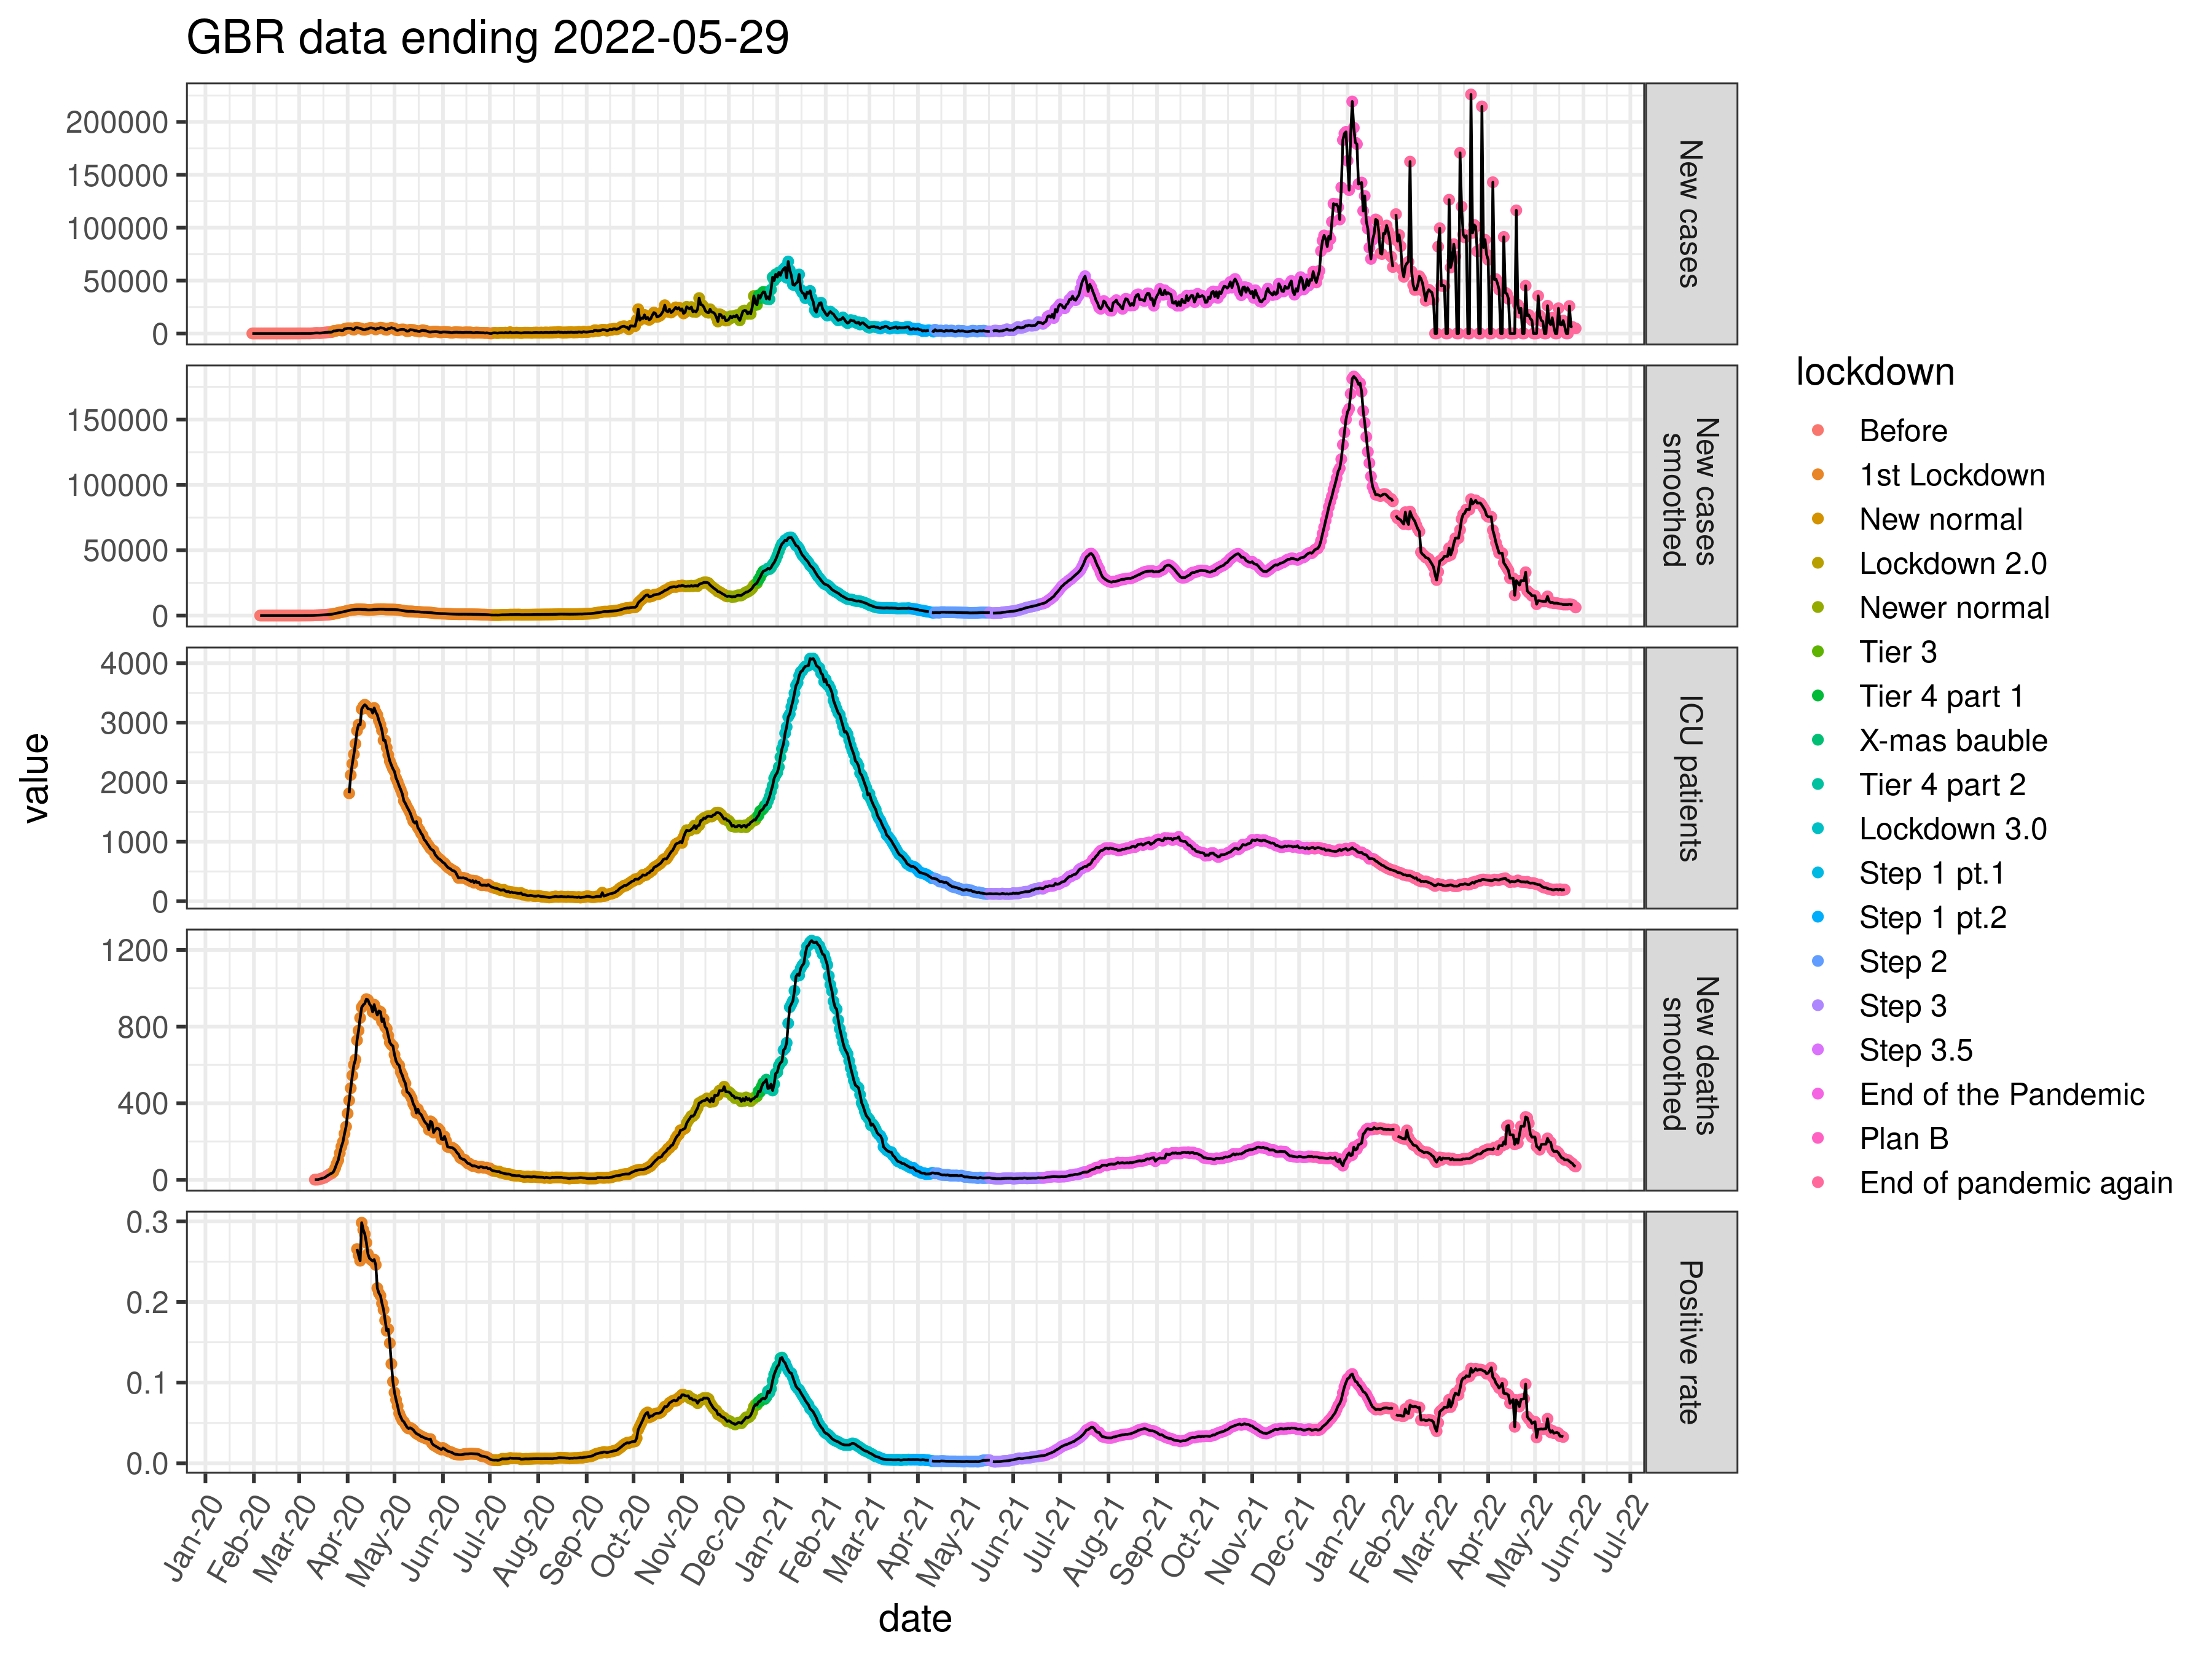 GBR data ending 2022-05-29
200000
150000
100000
50000
0
New cases
150000
100000
50000
0
New cases
smoothed
4000
3000
2000
1000
0
ICU patients
1200
800
400
0
New deaths
smoothed
0.3
0.2
0.1
0.0
Positive rate
value
Jan-20
Feb-20
Mar-20
Apr-20
May-20
Jun-20
Jul-20
Aug-20
Sep-20
Oct-20
Nov-20
Dec-20
Jan-21
Feb-21
Mar-21
Apr-21
May-21
Jun-21
Jul-21
Aug-21
Sep-21
Oct-21
Nov-21
Dec-21
Jan-22
Feb-22
Mar-22
Apr-22
May-22
Jun-22
Jul-22
date
lockdown
Before
1st Lockdown
New normal
Lockdown 2.0
Newer normal
Tier 3
Tier 4 part 1
X-mas bauble
Tier 4 part 2
Lockdown 3.0
Step 1 pt.1
Step 1 pt.2
Step 2
Step 3
Step 3.5
End of the Pandemic
Plan B
End of pandemic again